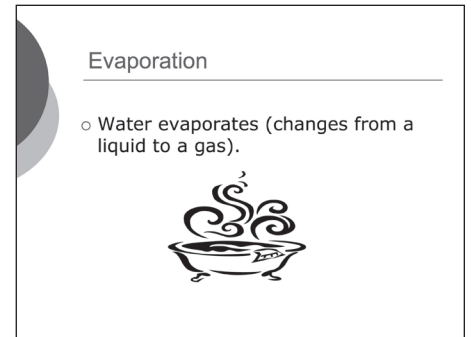 Evaporation
○ Water evaporates (changes from a
liquid to a gas).